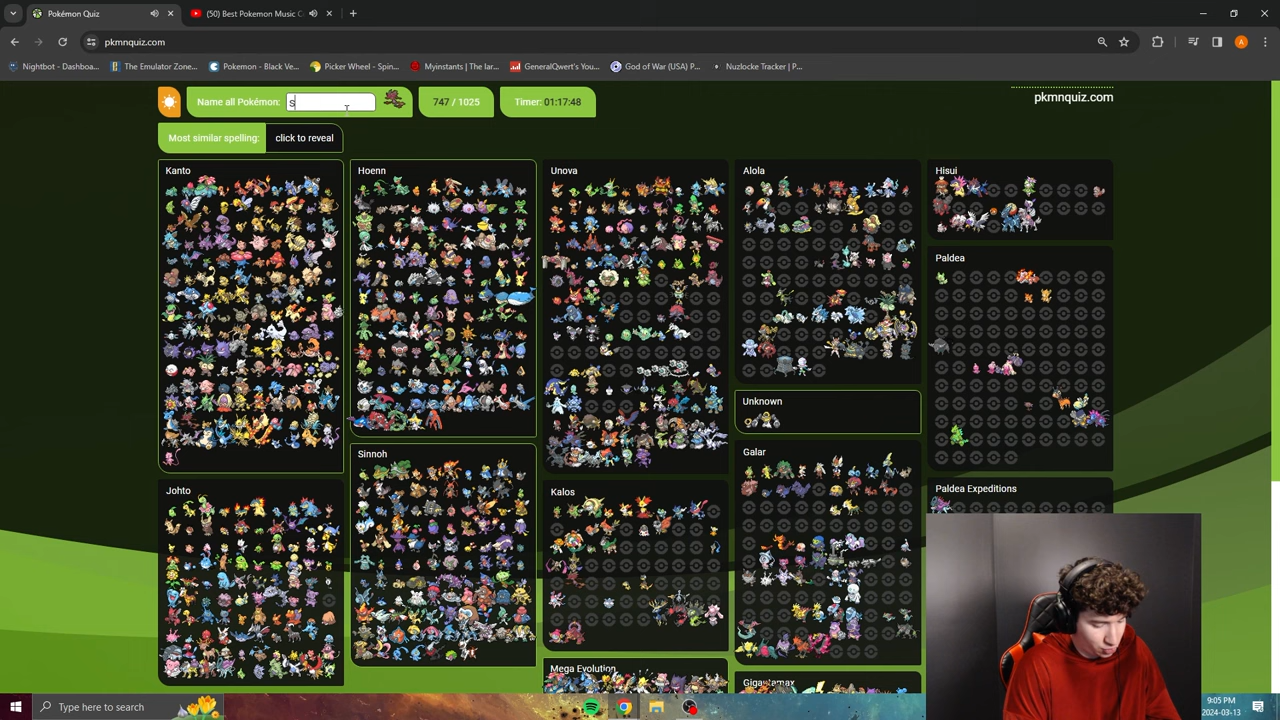 Pokémon Quiz
(50) Best Pokemon Music C
pkmnquiz.com
Nightbot - Dashboa...
The Emulator Zone...
Pokemon - Black Ve...
Picker Wheel - Spin...
Myinstants | The lar...
GeneralQwert's You...
God of War (USA) P...
Nuzlocke Tracker | P...
Name all Pokémon: S
747 / 1025
Timer: 01:17:48
pkmnquiz.com
Most similar spelling: click to reveal
Kanto
Hoenn
Unova
Alola
Hisui
Paldea
Unknown
Sinnoh
Galar
Johto
Kalos
Paldea Expeditions
Mega Evolution
Gigantamax
Type here to search
9:05 PM
2024-03-13